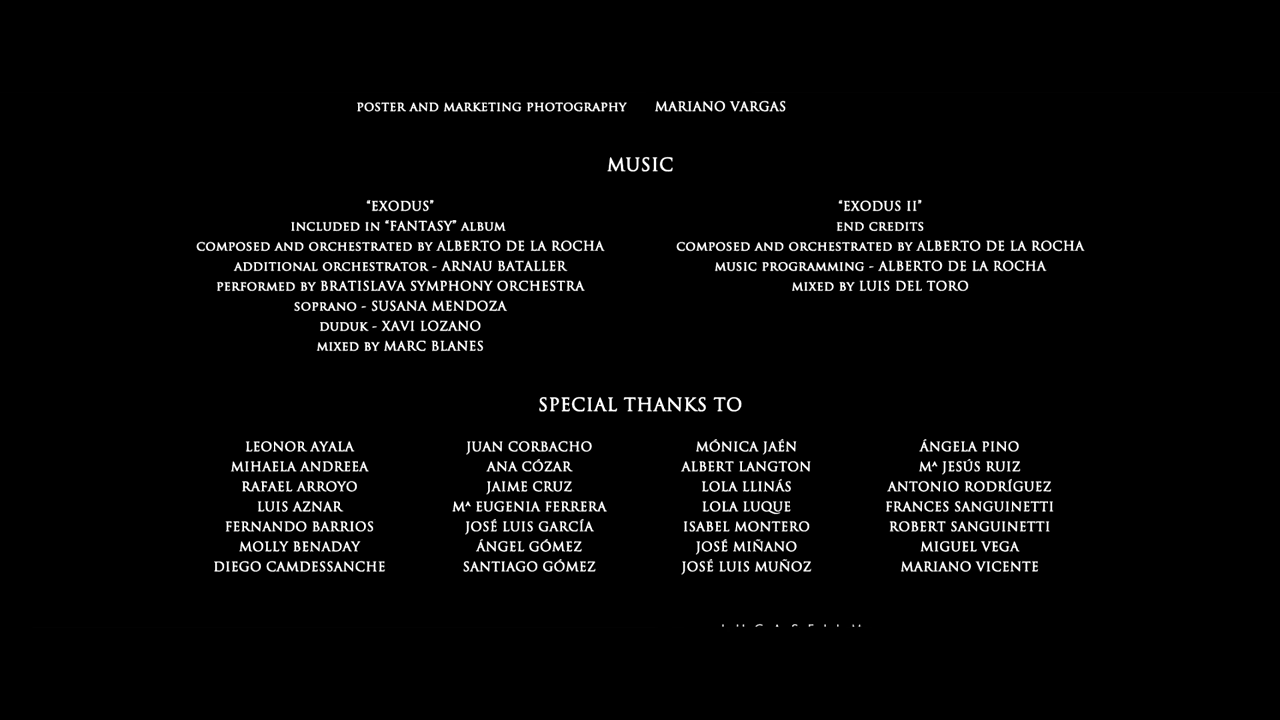 POSTER AND MARKETING PHOTOGRAPHY MARIANO VARGAS
MUSIC
“EXODUS”
INCLUDED IN “FANTASY” ALBUM
COMPOSED AND ORCHESTRATED BY ALBERTO DE LA ROCHA
ADDITIONAL ORCHESTRATOR - ARNAU BATALLER
PERFORMED BY BRATISLAVA SYMPHONY ORCHESTRA
SOPRANO - SUSANA MENDOZA
DUDUK - XAVI LOZANO
MIXED BY MARC BLANES
“EXODUS II”
END CREDITS
COMPOSED AND ORCHESTRATED BY ALBERTO DE LA ROCHA
MUSIC PROGRAMMING - ALBERTO DE LA ROCHA
MIXED BY LUIS DEL TORO
SPECIAL THANKS TO
LEONOR AYALA
MIHAELA ANDREEA
RAFAEL ARROYO
LUIS AZNAR
FERNANDO BARRIOS
MOLLY BENADAY
DIEGO CAMDESSANCHE
JUAN CORBACHO
ANA CÓZAR
JAIME CRUZ
Mª EUGENIA FERRERA
JOSÉ LUIS GARCÍA
ÁNGEL GÓMEZ
SANTIAGO GÓMEZ
MÓNICA JAÉN
ALBERT LANGTON
LOLA LLINÁS
LOLA LUQUE
ISABEL MONTERO
JOSÉ MIÑANO
JOSÉ LUIS MUÑOZ
ÁNGELA PINO
Mª JESÚS RUIZ
ANTONIO RODRÍGUEZ
FRANCES SANGUINETTI
ROBERT SANGUINETTI
MIGUEL VEGA
MARIANO VICENTE